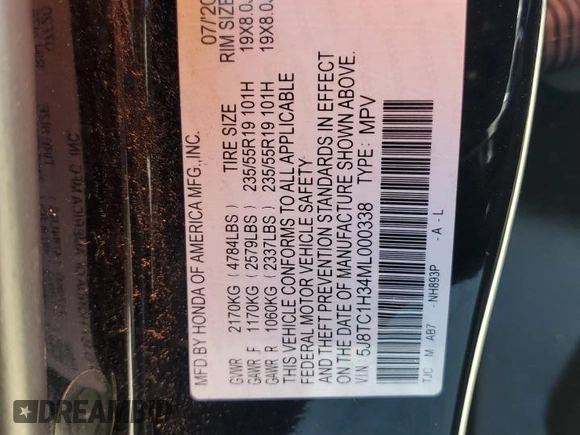 MFD BY HONDA OF AMERICA MFG., INC. 07/'20
TIRE SIZE RIM SIZE
GVWR 2170KG ( 4784LBS )
GAWR F 1170KG ( 2579LBS ) 235/55R19 101H 19X8.0J
GAWR R 1060KG ( 2337LBS ) 235/55R19 101H 19X8.0J
THIS VEHICLE CONFORMS TO ALL APPLICABLE
FEDERAL MOTOR VEHICLE SAFETY
AND THEFT PREVENTION STANDARDS IN EFFECT
ON THE DATE OF MANUFACTURE SHOWN ABOVE.
V.I.N.: 5J8TC1H34ML000338 TYPE: MPV
TJC M AB7 - NH893P - A - L
DREAMBID